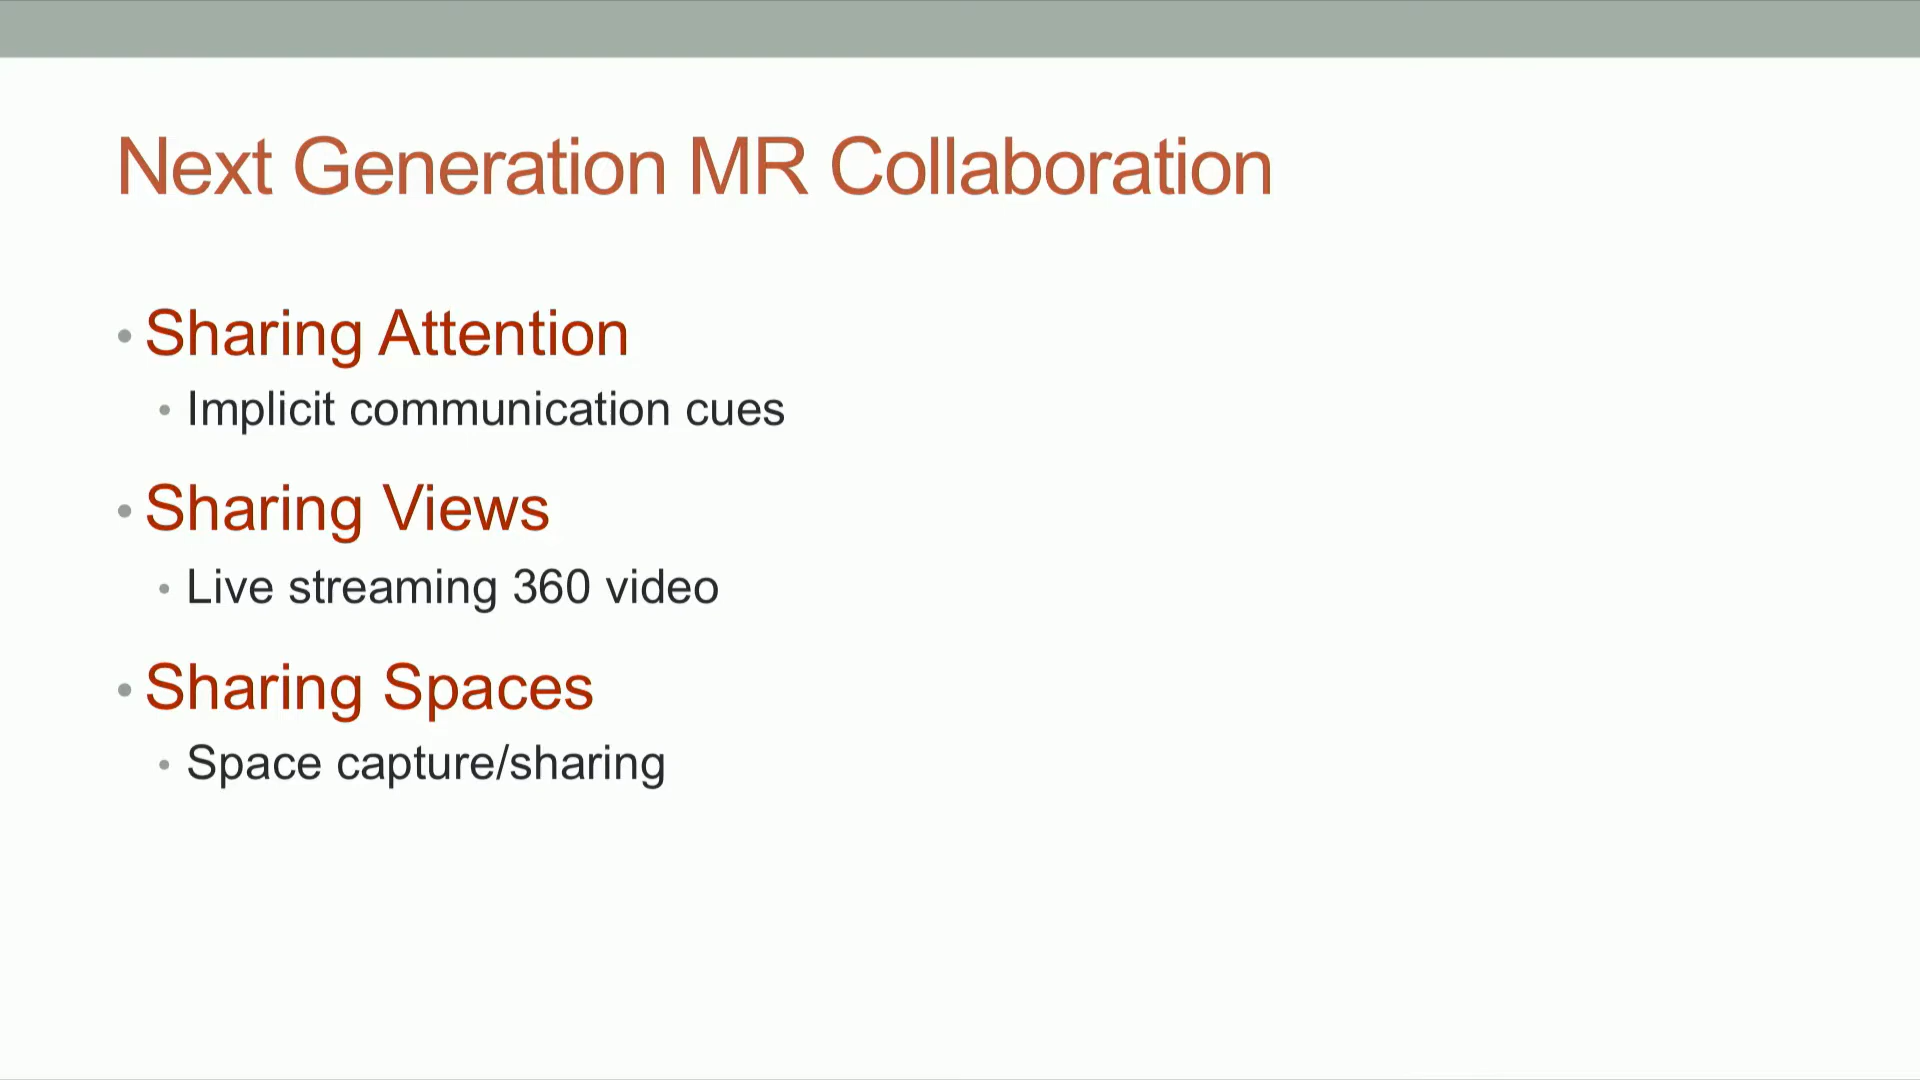 Next Generation MR Collaboration
• Sharing Attention
• Implicit communication cues
• Sharing Views
• Live streaming 360 video
• Sharing Spaces
• Space capture/sharing